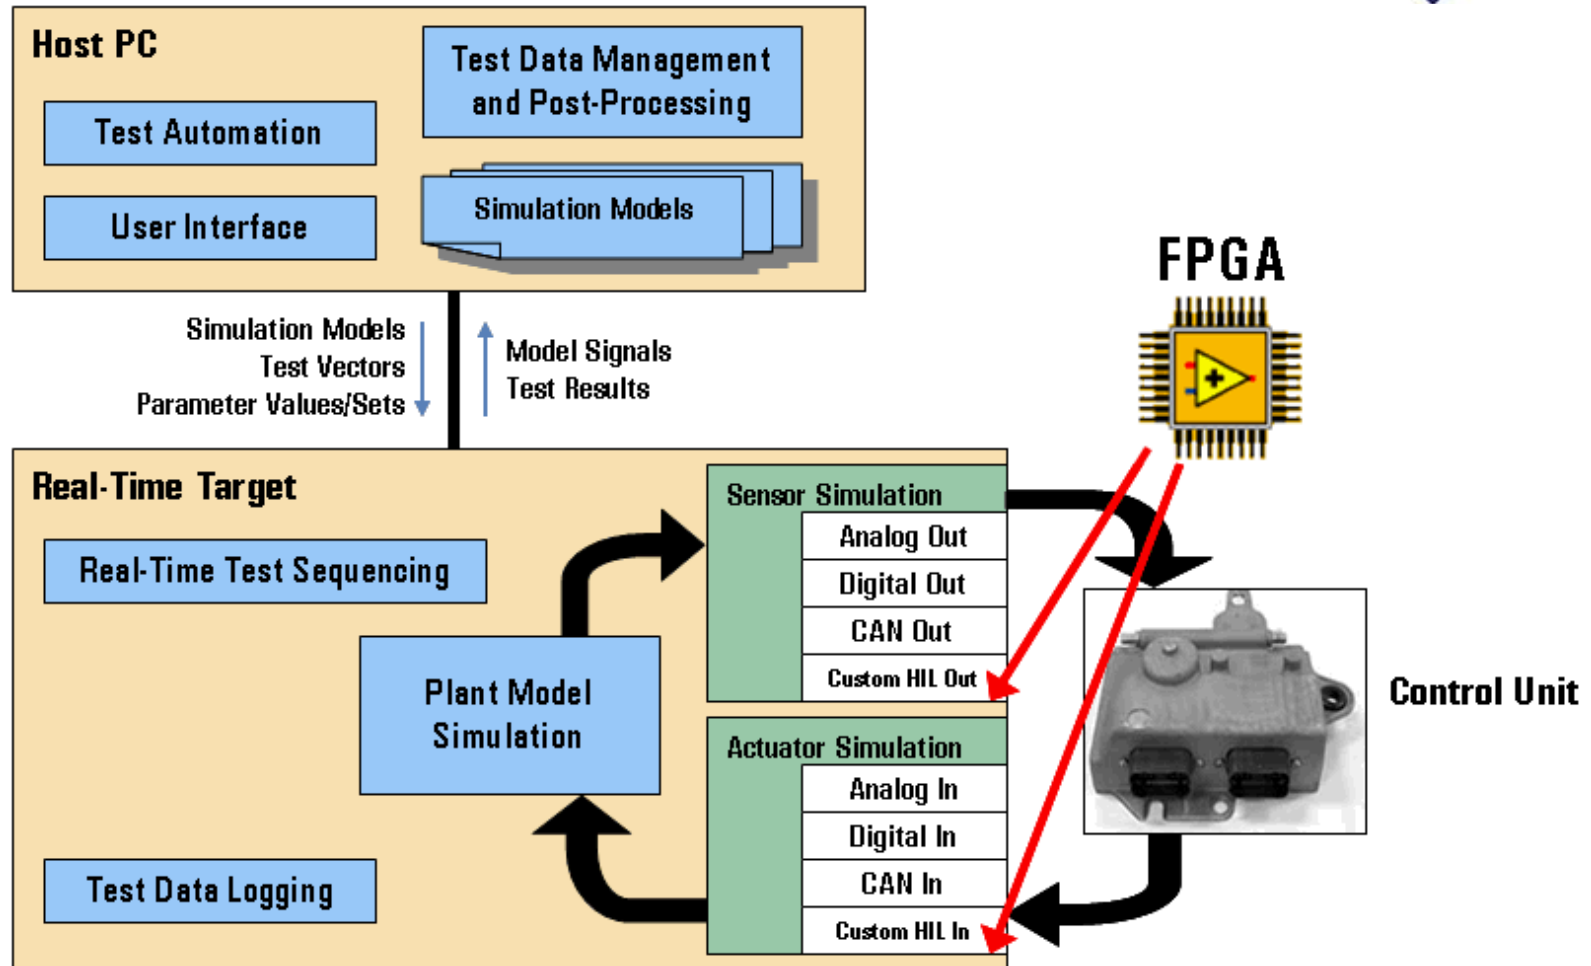 Host PC
Test Data Management
and Post-Processing
Test Automation
User Interface
Simulation Models
FPGA
Simulation Models
Test Vectors
Parameter Values/Sets
Model Signals
Test Results
Real-Time Target
Real-Time Test Sequencing
Plant Model
Simulation
Test Data Logging
Sensor Simulation
Analog Out
Digital Out
CAN Out
Custom HIL Out
Actuator Simulation
Analog In
Digital In
CAN In
Custom HIL In
Control Unit